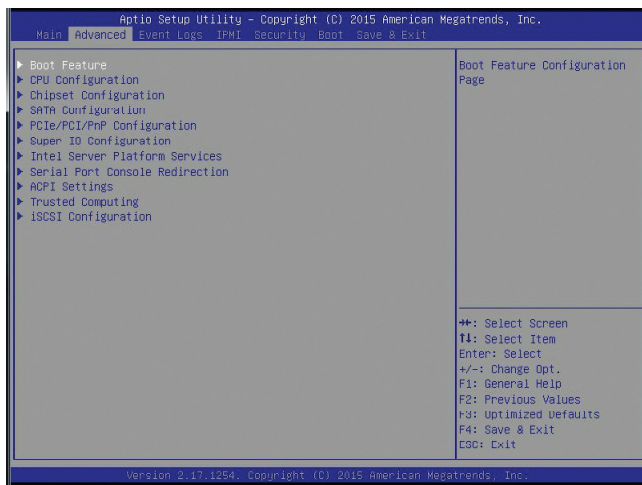 Aptio Setup Utility – Copyright (C) 2015 American Megatrends, Inc.
Main Advanced Event Logs IPMI Security Boot Save & Exit
▶ Boot Feature
▶ CPU Configuration
▶ Chipset Configuration
▶ SATA Configuration
▶ PCIe/PCI/PnP Configuration
▶ Super IO Configuration
▶ Intel Server Platform Services
▶ Serial Port Console Redirection
▶ ACPI Settings
▶ Trusted Computing
▶ iSCSI Configuration
Boot Feature Configuration
Page
→←: Select Screen
↑↓: Select Item
Enter: Select
+/-: Change Opt.
F1: General Help
F2: Previous Values
F3: Optimized Defaults
F4: Save & Exit
ESC: Exit
Version 2.17.1254. Copyright (C) 2015 American Megatrends, Inc.